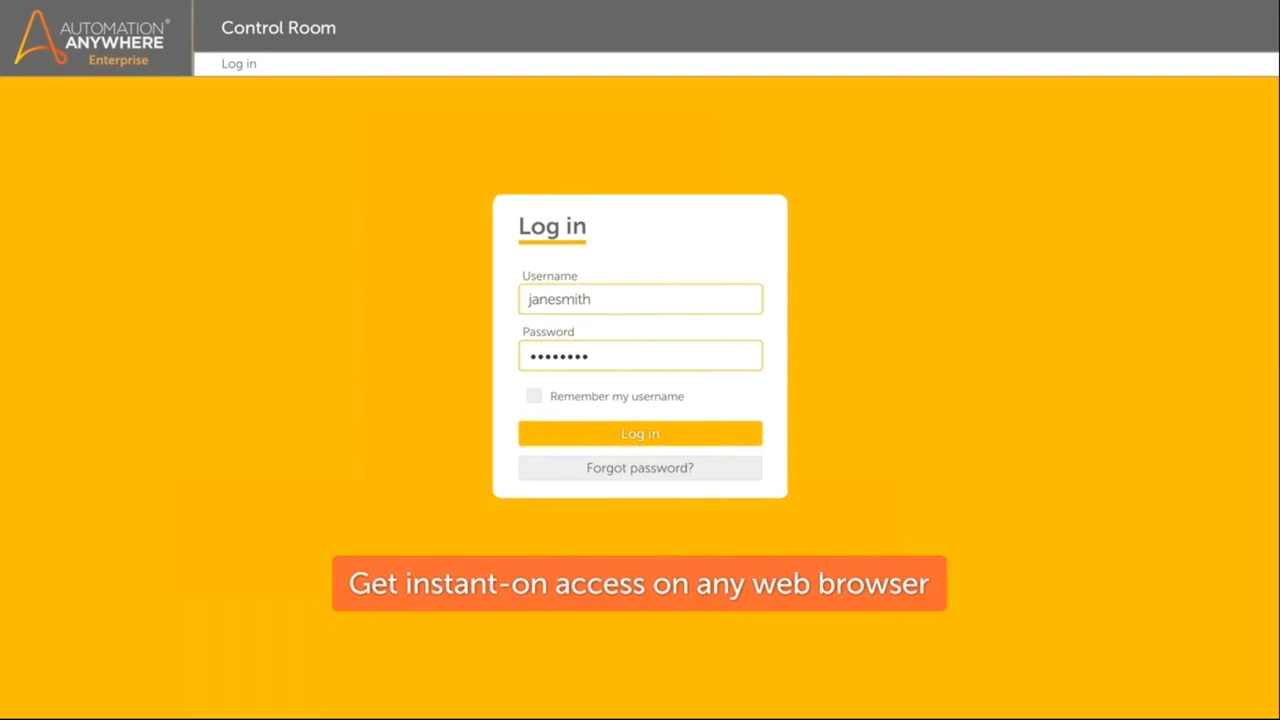 AUTOMATION®
ANYWHERE
Enterprise
Control Room
Log in
Log in
Username
janesmith
Password
••••••••
Remember my username
Log in
Forgot password?
Get instant-on access on any web browser